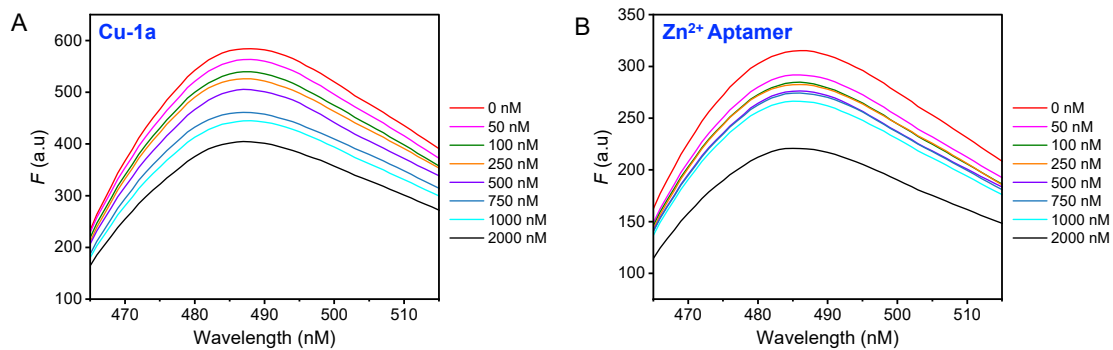 A
Cu-1a
600
500
400
300
200
100
F (a.u)
470 480 490 500 510
Wavelength (nM)
0 nM
50 nM
100 nM
250 nM
500 nM
750 nM
1000 nM
2000 nM
B
Zn²⁺ Aptamer
350
300
250
200
150
100
F (a.u)
470 480 490 500 510
Wavelength (nM)
0 nM
50 nM
100 nM
250 nM
500 nM
750 nM
1000 nM
2000 nM